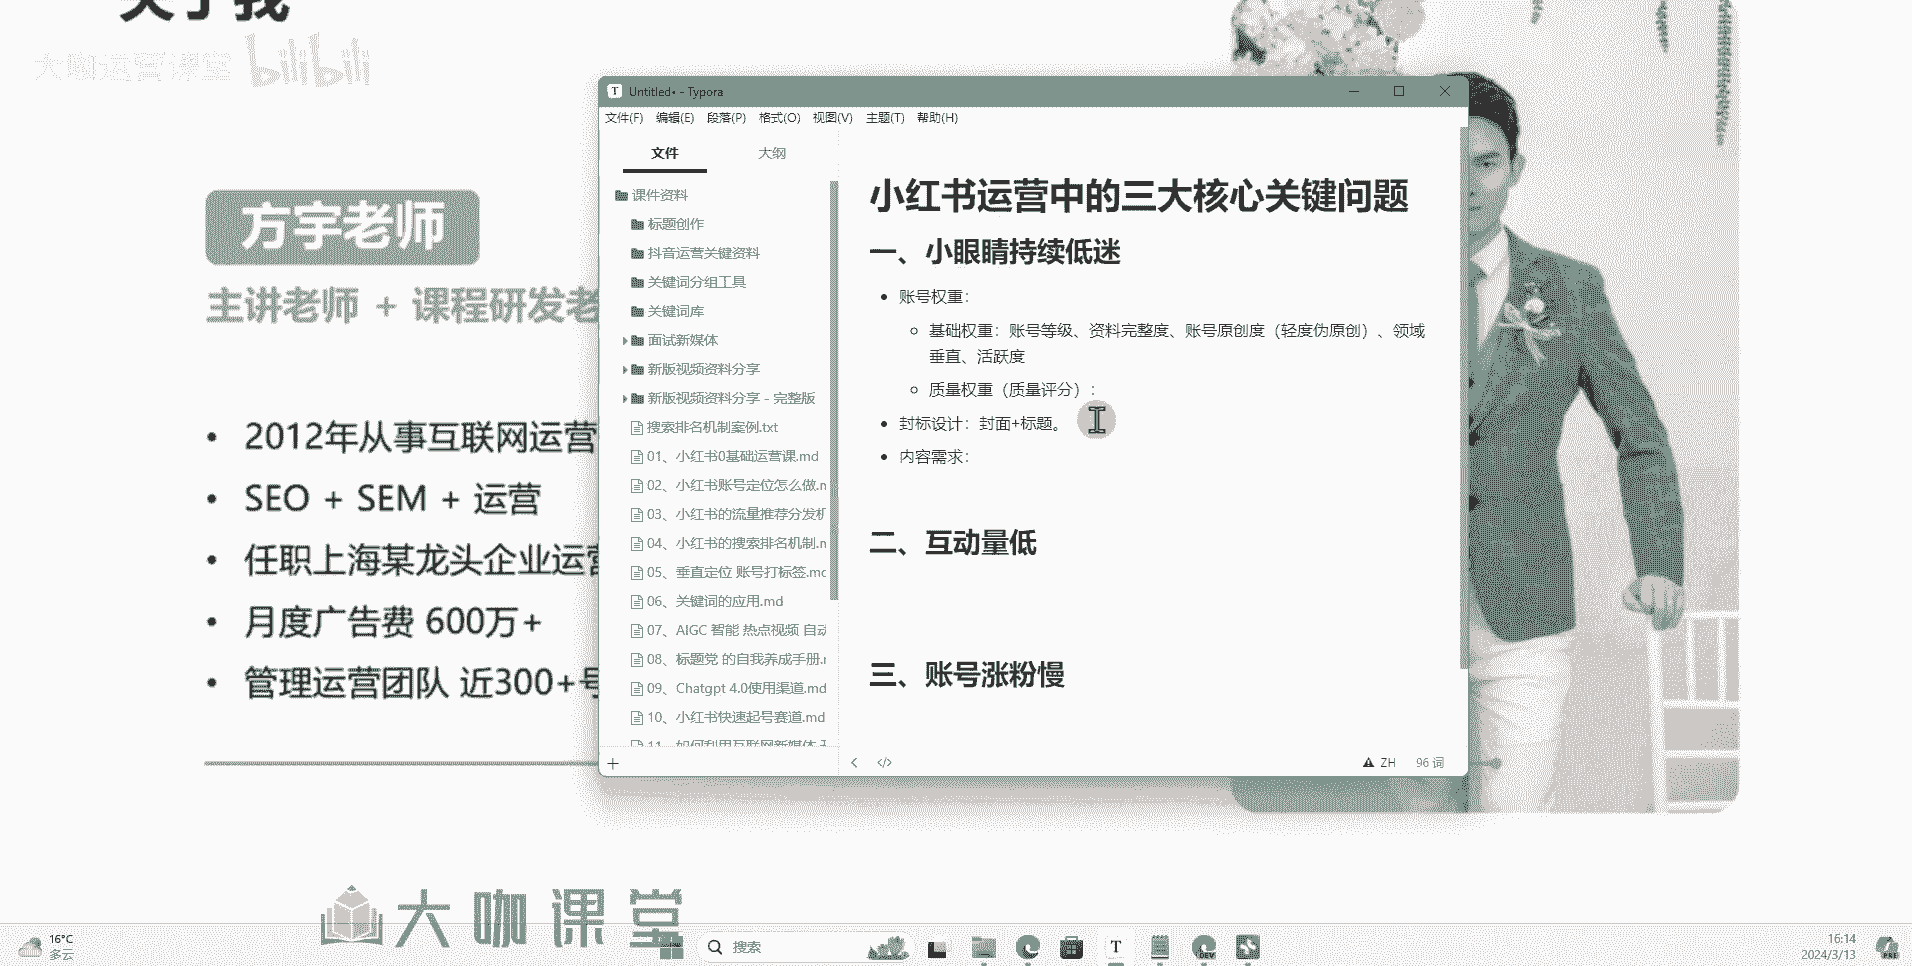 关于我
大咖运营课堂 bilibili
方宇老师
主讲老师 + 课程研发老
2012年从事互联网运营
SEO + SEM + 运营
任职上海某龙头企业运营
月度广告费 600万+
管理运营团队 近300+号
Untitled• - Typora
文件(F) 编辑(E) 段落(P) 格式(O) 视图(V) 主题(T) 帮助(H)
文件 大纲
课件资料
标题创作
抖音运营关键资料
关键词分组工具
关键词库
面试新媒体
新版视频资料分享
新版视频资料分享 - 完整版
搜索排名机制案例.txt
01、小红书0基础运营课.md
02、小红书账号定位怎么做.m
03、小红书的流量推荐分发机
04、小红书的搜索排名机制.m
05、垂直定位 账号打标签.mc
06、关键词的应用.md
07、AIGC 智能 热点视频 自动
08、标题党 的自我养成手册.r
09、Chatgpt 4.0使用渠道.md
10、小红书快速起号赛道.md
11、如何利用互联网新媒体
小红书运营中的三大核心关键问题
一、小眼睛持续低迷
账号权重:
基础权重:账号等级、资料完整度、账号原创度(轻度伪原创)、领域
垂直、活跃度
质量权重(质量评分):
封标设计:封面+标题。
内容需求:
二、互动量低
三、账号涨粉慢
ZH 96 词
大咖课堂
16°C
多云
搜索
T
DEV
16:14
2024/3/13
PRE